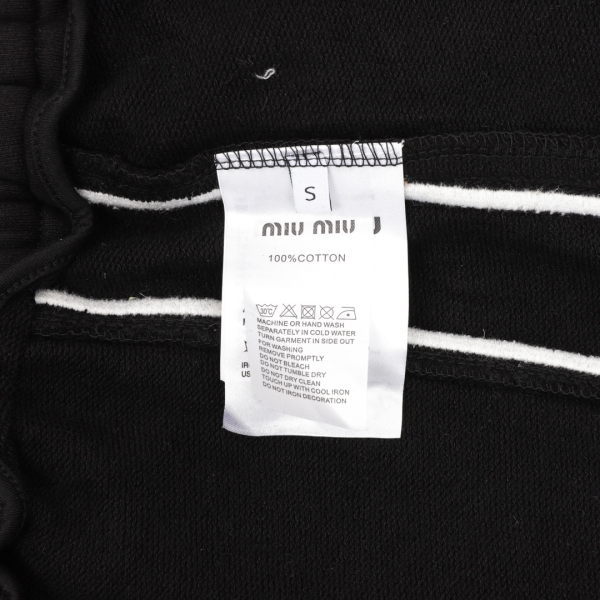 S
MIU MIU
100%COTTON
30℃
MACHINE OR HAND WASH
SEPARATELY IN COLD WATER
TURN GARMENT IN SIDE OUT
FOR WASHING
REMOVE PROMPTLY
DO NOT BLEACH
DO NOT TUMBLE DRY
DO NOT DRY CLEAN
TOUCH UP WITH COOL IRON
DO NOT IRON DECORATION